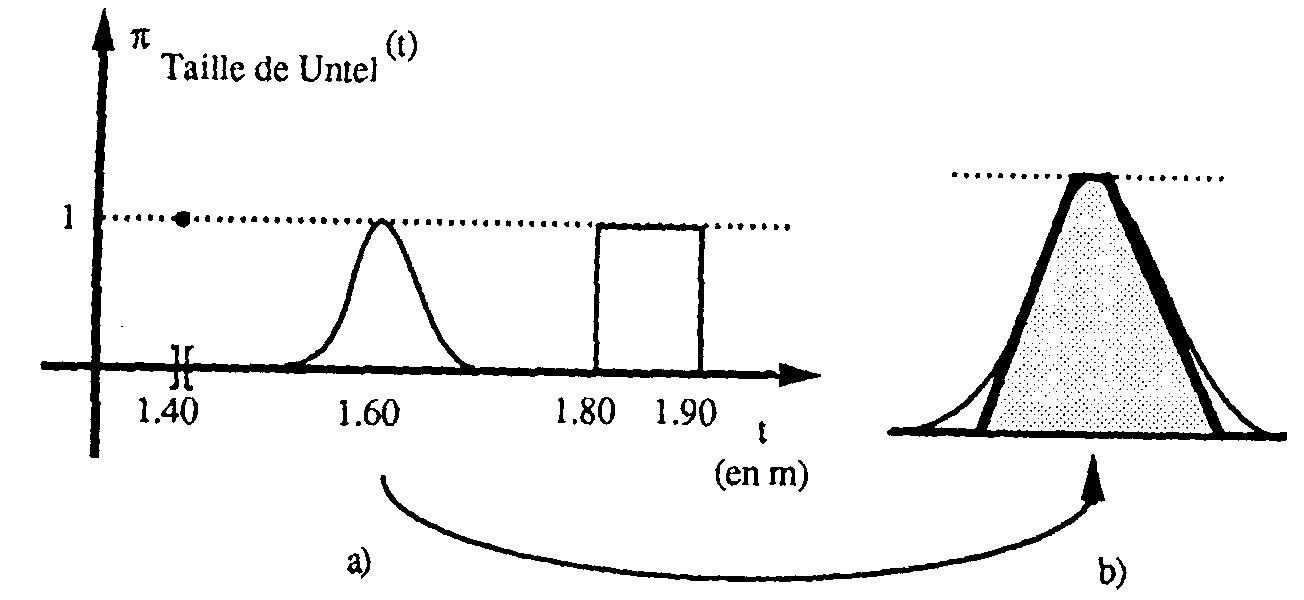 π Taille de Untel (t)
1
1.40 1.60 1.80 1.90
t
(en m)
a) b)